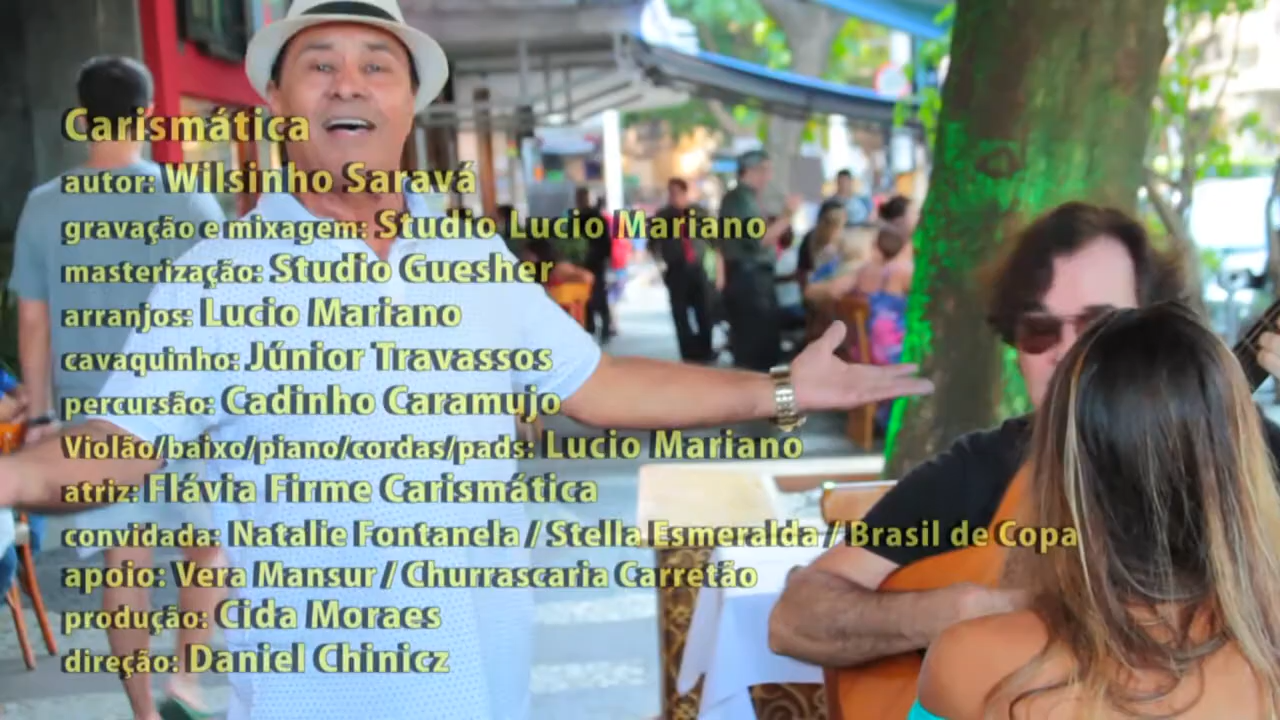 Carismática
autor: Wilsinho Saravá
gravação e mixagem: Studio Lucio Mariano
masterização: Studio Guesher
arranjos: Lucio Mariano
cavaquinho: Júnior Travassos
percursão: Cadinho Caramujo
Violão/baixo/piano/cordas/pads: Lucio Mariano
atriz: Flávia Firme Carismática
convidada: Natalie Fontanela / Stella Esmeralda / Brasil de Copa
apoio: Vera Mansur / Churrascaria Carretão
produção: Cida Moraes
direção: Daniel Chinicz